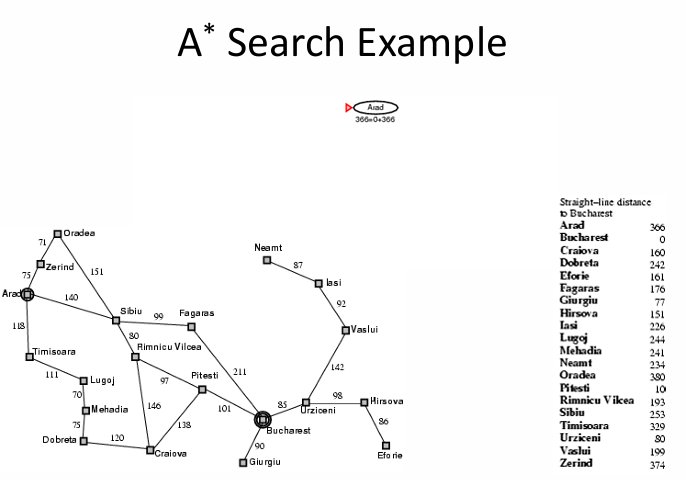 A* Search Example
Arad
366=0+366
Straight-line distance
to Bucharest
Arad 366
Bucharest 0
Craiova 160
Dobreta 242
Eforie 161
Fagaras 176
Giurgiu 77
Hirsova 151
Iasi 226
Lugoj 244
Mehadia 241
Neamt 234
Oradea 380
Pitesti 10
Rimnicu Vilcea 193
Sibiu 253
Timisoara 329
Urziceni 80
Vaslui 199
Zerind 374
Oradea
71
Neamt
Zerind
87
151
75
Iasi
Arad
140
92
Sibiu
99
Fagaras
118
Vaslui
80
Rimnicu Vilcea
Timisoara
142
211
111
Lugoj
97
Pitesti
70
98
Hirsova
146
85
Mehadia
101
Urziceni
138
86
75
Bucharest
120
Dobreta
90
Craiova
Eforie
Giurgiu